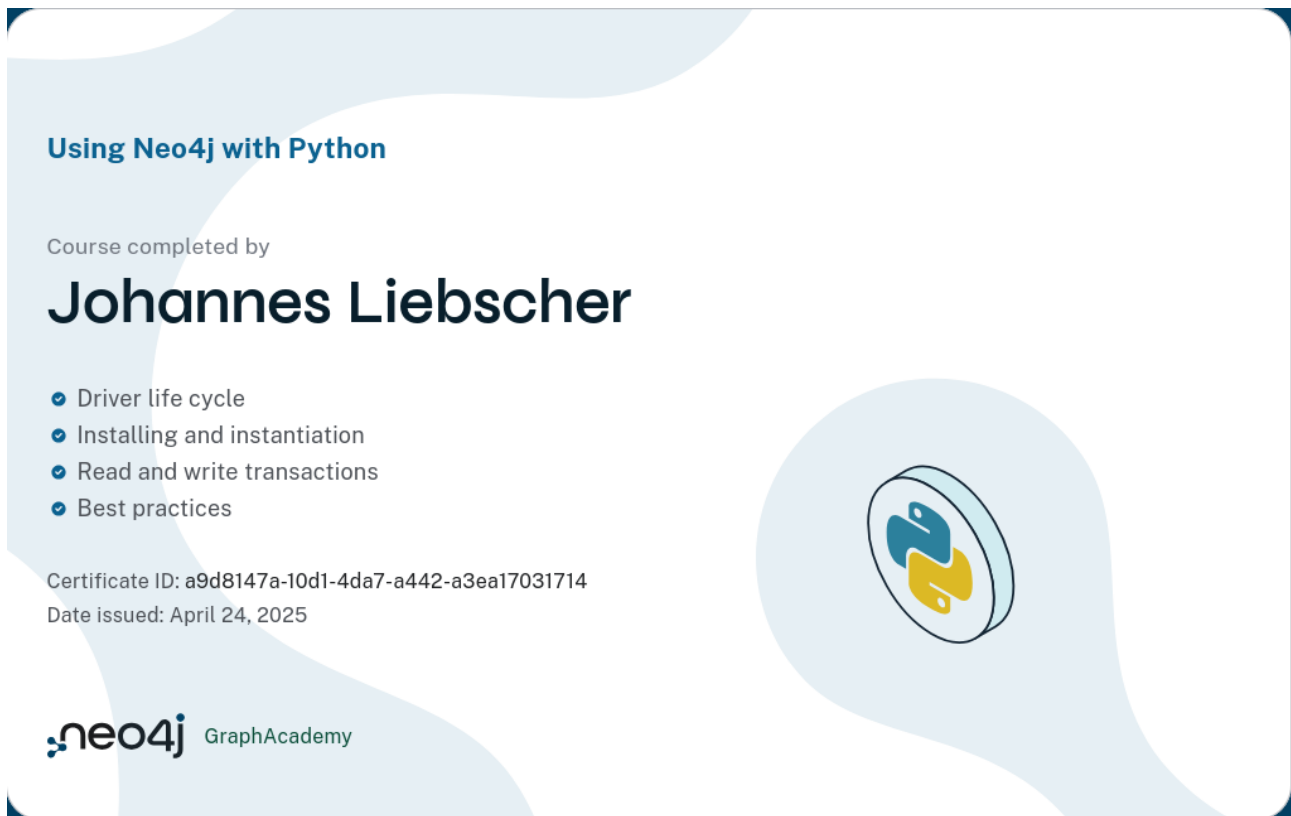 Using Neo4j with Python
Course completed by
Johannes Liebscher
Driver life cycle
Installing and instantiation
Read and write transactions
Best practices
Certificate ID: a9d8147a-10d1-4da7-a442-a3ea17031714
Date issued: April 24, 2025
neo4j GraphAcademy